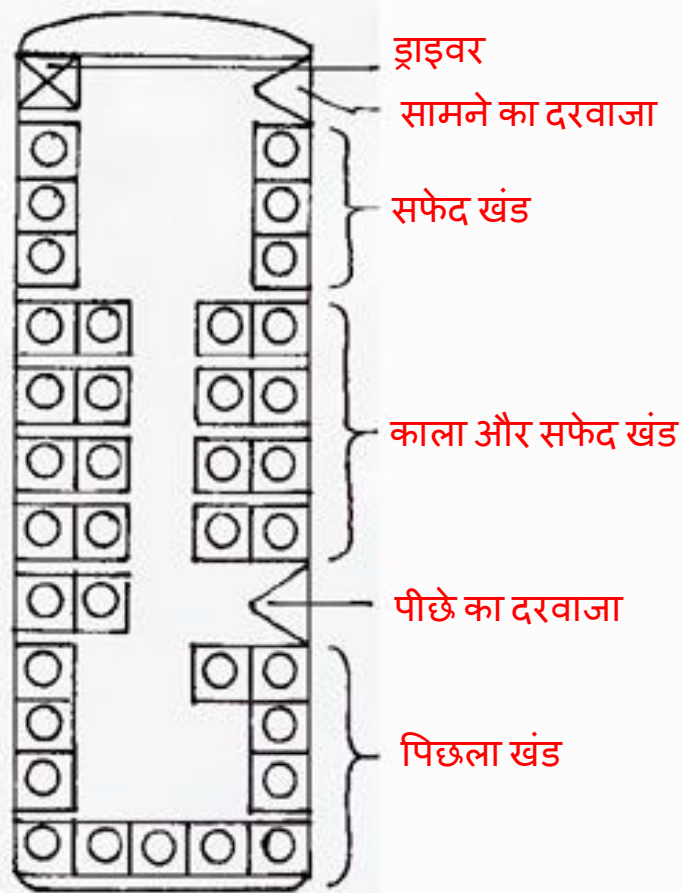 ड्राइवर
सामने का दरवाजा
सफेद खंड
काला और सफेद खंड
पीछे का दरवाजा
पिछला खंड